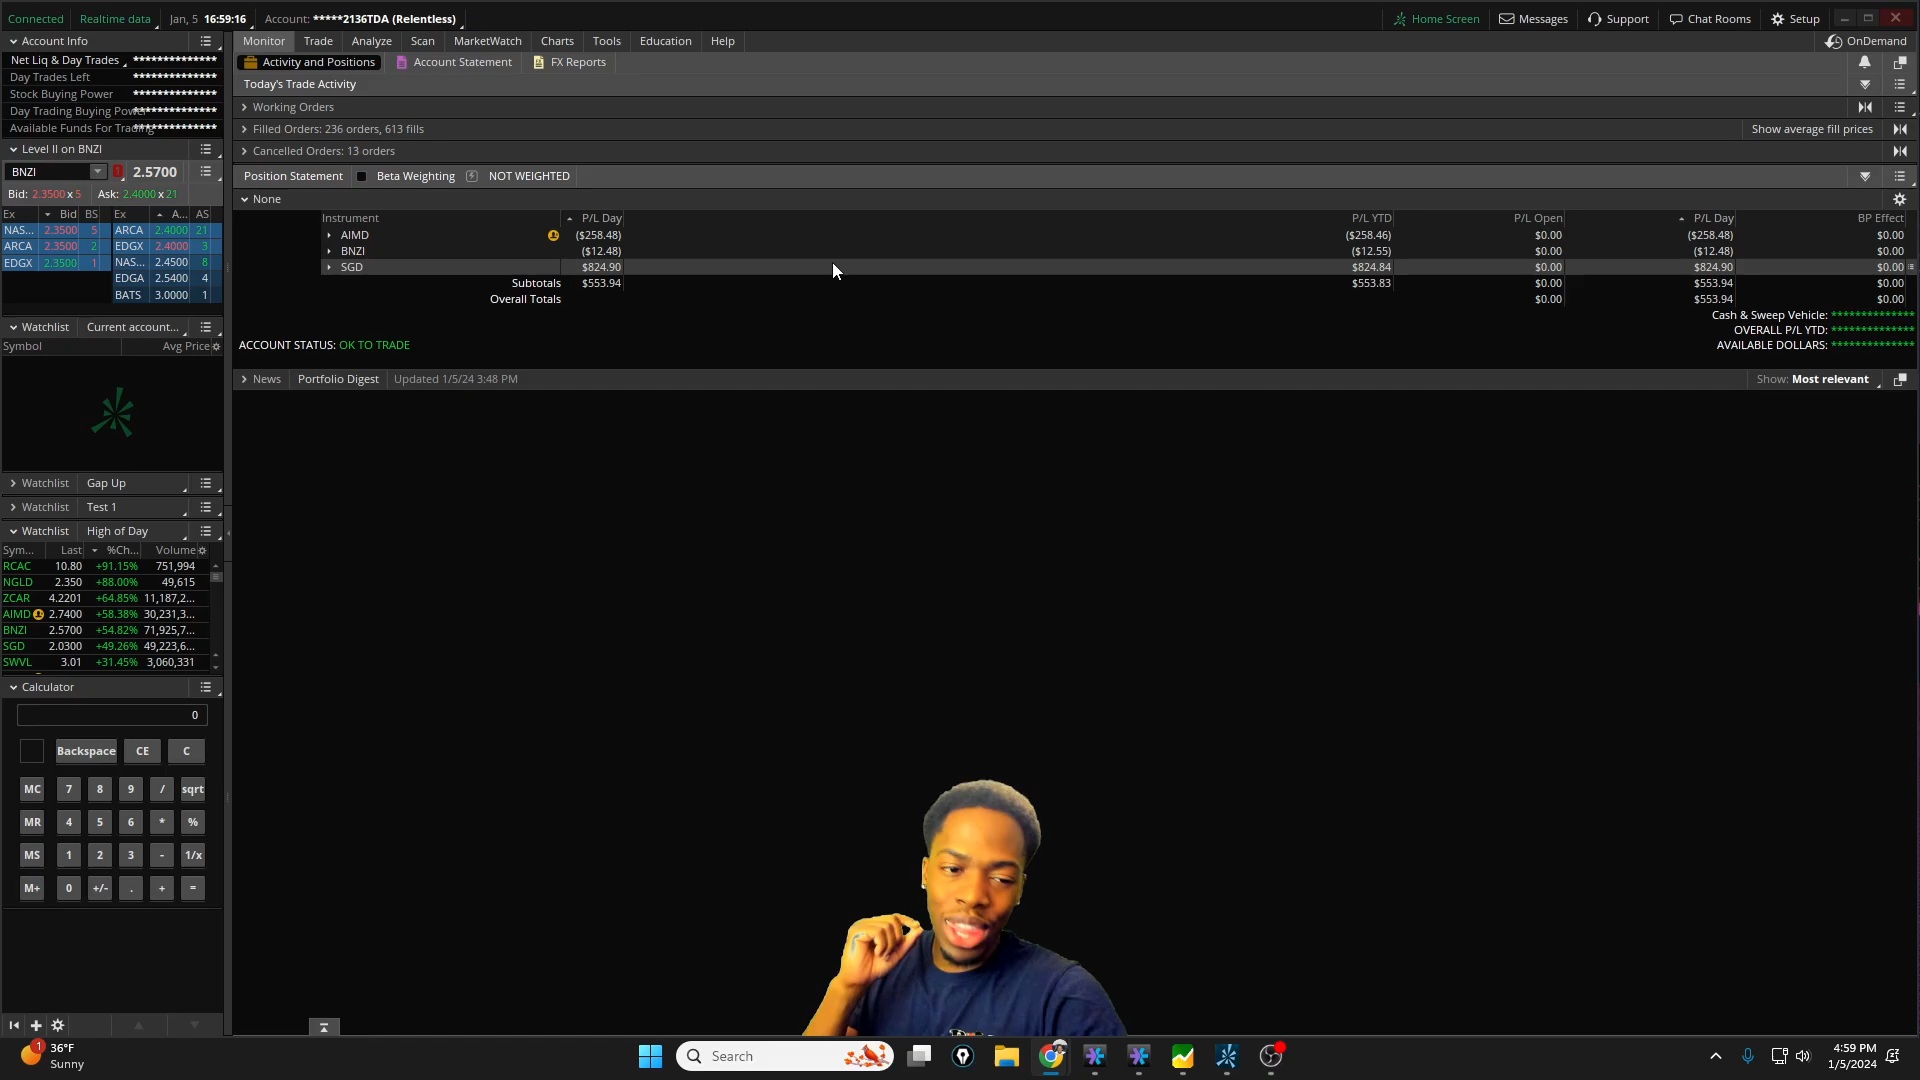 Connected Realtime data Jan, 5 16:59:16 Account: *****2136TDA (Relentless) Home Screen Messages Support Chat Rooms Setup
Account Info
Net Liq & Day Trades **************
Day Trades Left **************
Stock Buying Power **************
Day Trading Buying Power **************
Available Funds For Trading **************
Monitor Trade Analyze Scan MarketWatch Charts Tools Education Help OnDemand
Activity and Positions Account Statement FX Reports
Today's Trade Activity
Working Orders
Filled Orders: 236 orders, 613 fills Show average fill prices
Cancelled Orders: 13 orders
Position Statement Beta Weighting NOT WEIGHTED
None
Instrument P/L Day P/L YTD P/L Open P/L Day BP Effect
AIMD ($258.48) ($258.46) $0.00 ($258.48) $0.00
BNZI ($12.48) ($12.55) $0.00 ($12.48) $0.00
SGD $824.90 $824.84 $0.00 $824.90 $0.00
Subtotals $553.94 $553.83 $0.00 $553.94 $0.00
Overall Totals $0.00 $553.94 $0.00
Cash & Sweep Vehicle: **************
OVERALL P/L YTD: **************
ACCOUNT STATUS: OK TO TRADE AVAILABLE DOLLARS: **************
News Portfolio Digest Updated 1/5/24 3:48 PM Show: Most relevant
Level II on BNZI
BNZI 2.5700
Bid: 2.3500 x 5 Ask: 2.4000 x 21
Ex Bid BS Ex A... AS
NAS... 2.3500 5 ARCA 2.4000 21
ARCA 2.3500 2 EDGX 2.4000 3
EDGX 2.3500 1 NAS... 2.4500 8
EDGA 2.5400 4
BATS 3.0000 1
Watchlist Current account...
Symbol Avg Price
Watchlist Gap Up
Watchlist Test 1
Watchlist High of Day
Sym... Last %Ch... Volume
RCAC 10.80 +91.15% 751,994
NGLD 2.350 +88.00% 49,615
ZCAR 4.2201 +64.85% 11,187,2...
AIMD 2.7400 +58.38% 30,231,3...
BNZI 2.5700 +54.82% 71,925,7...
SGD 2.0300 +49.26% 49,223,6...
SWVL 3.01 +31.45% 3,060,331
Calculator
0
Backspace CE C
MC 7 8 9 / sqrt
MR 4 5 6 * %
MS 1 2 3 - 1/x
M+ 0 +/- . + =
1 36°F
Sunny
Search
4:59 PM
1/5/2024